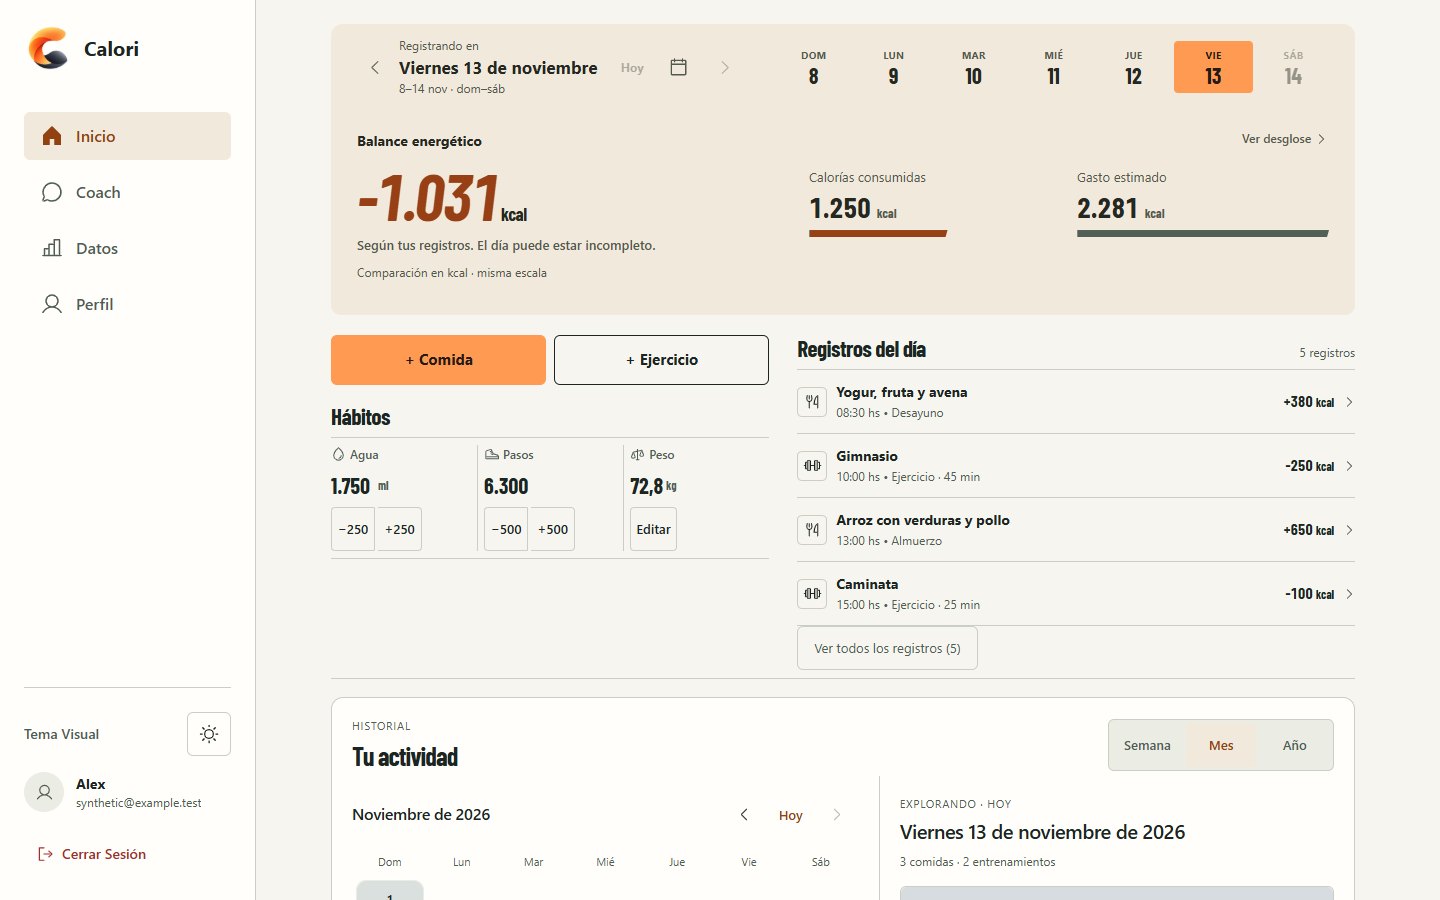 Calori
Inicio
Coach
Datos
Perfil
Tema Visual
Alex
synthetic@example.test
Cerrar Sesión
Registrando en
Viernes 13 de noviembre
Hoy
8–14 nov · dom–sáb
DOM
8
LUN
9
MAR
10
MIÉ
11
JUE
12
VIE
13
SÁB
14
Balance energético
Ver desglose
-1.031 kcal
Según tus registros. El día puede estar incompleto.
Comparación en kcal · misma escala
Calorías consumidas
1.250 kcal
Gasto estimado
2.281 kcal
+ Comida
+ Ejercicio
Hábitos
Agua
1.750 ml
−250
+250
Pasos
6.300
−500
+500
Peso
72,8 kg
Editar
Registros del día
5 registros
Yogur, fruta y avena
08:30 hs • Desayuno
+380 kcal
Gimnasio
10:00 hs • Ejercicio · 45 min
-250 kcal
Arroz con verduras y pollo
13:00 hs • Almuerzo
+650 kcal
Caminata
15:00 hs • Ejercicio · 25 min
-100 kcal
Ver todos los registros (5)
HISTORIAL
Tu actividad
Semana
Mes
Año
Noviembre de 2026
Hoy
Dom
Lun
Mar
Mié
Jue
Vie
Sáb
1
EXPLORANDO · HOY
Viernes 13 de noviembre de 2026
3 comidas · 2 entrenamientos